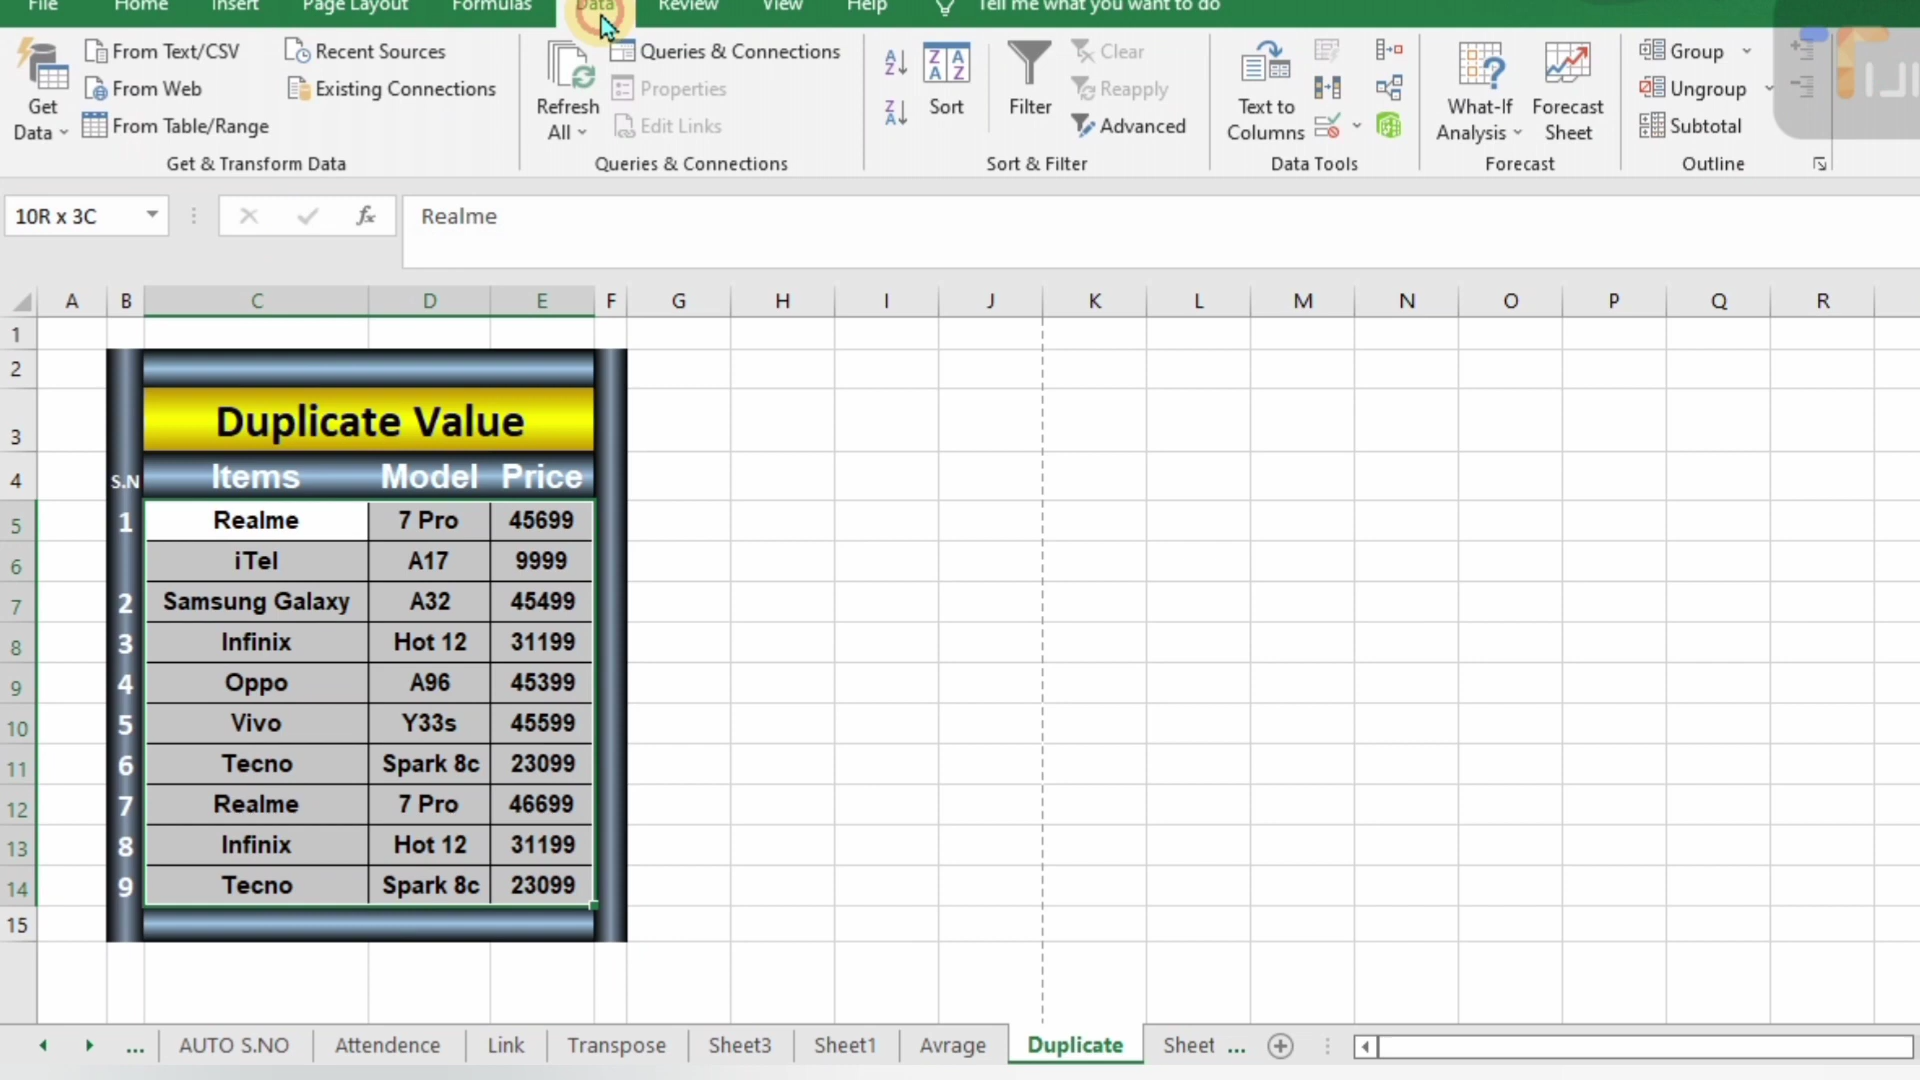 File Home Insert Page Layout Formulas Data Review View Help Tell me what you want to do
From Text/CSV Recent Sources Queries & Connections Clear Group
From Web Existing Connections Properties Reapply Ungroup
Get Data From Table/Range Refresh All Edit Links Sort Filter Advanced Text to Columns What-If Analysis Forecast Sheet Subtotal
Get & Transform Data Queries & Connections Sort & Filter Data Tools Forecast Outline
10R x 3C fx Realme
A B C D E F G H I J K L M N O P Q R
1
2
3 Duplicate Value
4 S.N Items Model Price
5 1 Realme 7 Pro 45699
6 iTel A17 9999
7 2 Samsung Galaxy A32 45499
8 3 Infinix Hot 12 31199
9 4 Oppo A96 45399
10 5 Vivo Y33s 45599
11 6 Tecno Spark 8c 23099
12 7 Realme 7 Pro 46699
13 8 Infinix Hot 12 31199
14 9 Tecno Spark 8c 23099
15
... AUTO S.NO Attendence Link Transpose Sheet3 Sheet1 Avrage Duplicate Sheet ...